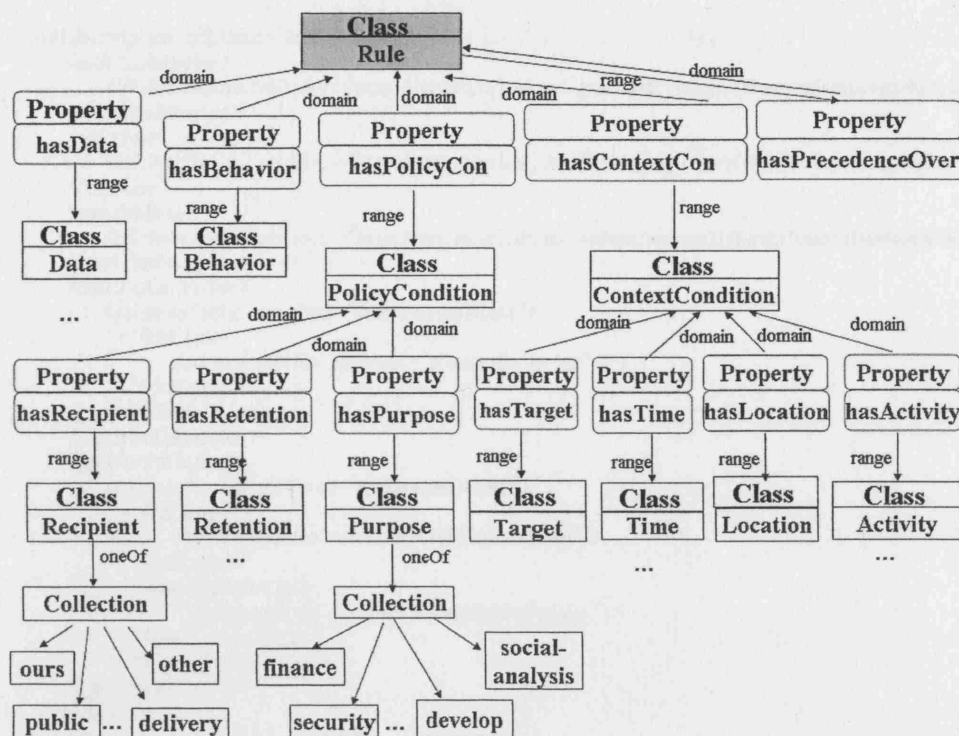 Class
Rule
domain
domain
domain
domain
range
domain
Property
hasData
Property
hasBehavior
Property
hasPolicyCon
Property
hasContextCon
Property
hasPrecedenceOver
range
range
range
range
Class
Data
Class
Behavior
Class
PolicyCondition
Class
ContextCondition
...
domain
domain
domain
domain
domain
domain
domain
Property
hasRecipient
Property
hasRetention
Property
hasPurpose
Property
hasTarget
Property
hasTime
Property
hasLocation
Property
hasActivity
range
range
range
range
range
range
range
Class
Recipient
Class
Retention
Class
Purpose
Class
Target
Class
Time
Class
Location
Class
Activity
...
...
...
oneOf
oneOf
Collection
Collection
ours
other
public
...
delivery
finance
social-
analysis
security
...
develop